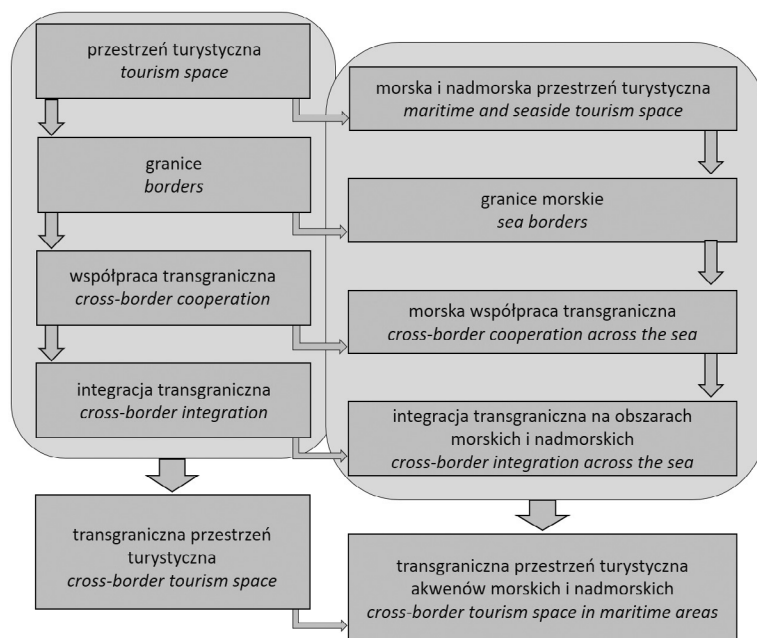 przestrzeń turystyczna
tourism space
granice
borders
współpraca transgraniczna
cross-border cooperation
integracja transgraniczna
cross-border integration
transgraniczna przestrzeń
turystyczna
cross-border tourism space
morska i nadmorska przestrzeń turystyczna
maritime and seaside tourism space
granice morskie
sea borders
morska współpraca transgraniczna
cross-border cooperation across the sea
integracja transgraniczna na obszarach
morskich i nadmorskich
cross-border integration across the sea
transgraniczna przestrzeń turystyczna
akwenów morskich i nadmorskich
cross-border tourism space in maritime areas